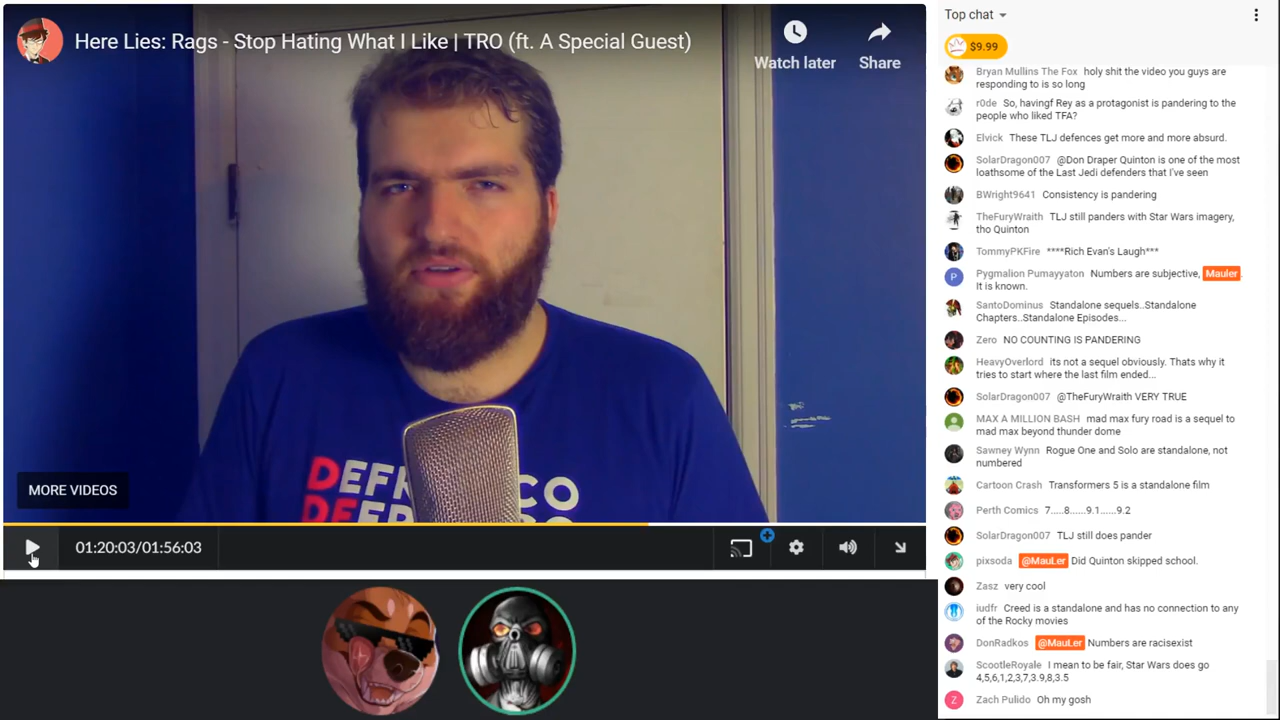 Here Lies: Rags - Stop Hating What I Like | TRO (ft. A Special Guest)
Watch later
Share
DEFR CO
DEF CO
MORE VIDEOS
01:20:03/01:56:03
Top chat
$9.99
Bryan Mullins The Fox holy shit the video you guys are
responding to is so long
r0de So, havingf Rey as a protagonist is pandering to the
people who liked TFA?
Elvick These TLJ defences get more and more absurd.
SolarDragon007 @Don Draper Quinton is one of the most
loathsome of the Last Jedi defenders that I've seen
BWright9641 Consistency is pandering
TheFuryWraith TLJ still panders with Star Wars imagery,
tho Quinton
TommyPKFire ****Rich Evan's Laugh***
P
Pygmalion Pumayyaton Numbers are subjective, Mauler.
It is known.
SantoDominus Standalone sequels..Standalone
Chapters..Standalone Episodes...
Zero NO COUNTING IS PANDERING
HeavyOverlord its not a sequel obviously. Thats why it
tries to start where the last film ended...
SolarDragon007 @TheFuryWraith VERY TRUE
MAX A MILLION BASH mad max fury road is a sequel to
mad max beyond thunder dome
Sawney Wynn Rogue One and Solo are standalone, not
numbered
Cartoon Crash Transformers 5 is a standalone film
Perth Comics 7.....8......9.1......9.2
SolarDragon007 TLJ still does pander
pixsoda @MauLer Did Quinton skipped school.
Zasz very cool
iudfr Creed is a standalone and has no connection to any
of the Rocky movies
DonRadkos @MauLer Numbers are racisexist
ScootleRoyale I mean to be fair, Star Wars does go
4,5,6,1,2,3,7,3.9,8,3.5
Z
Zach Pulido Oh my gosh